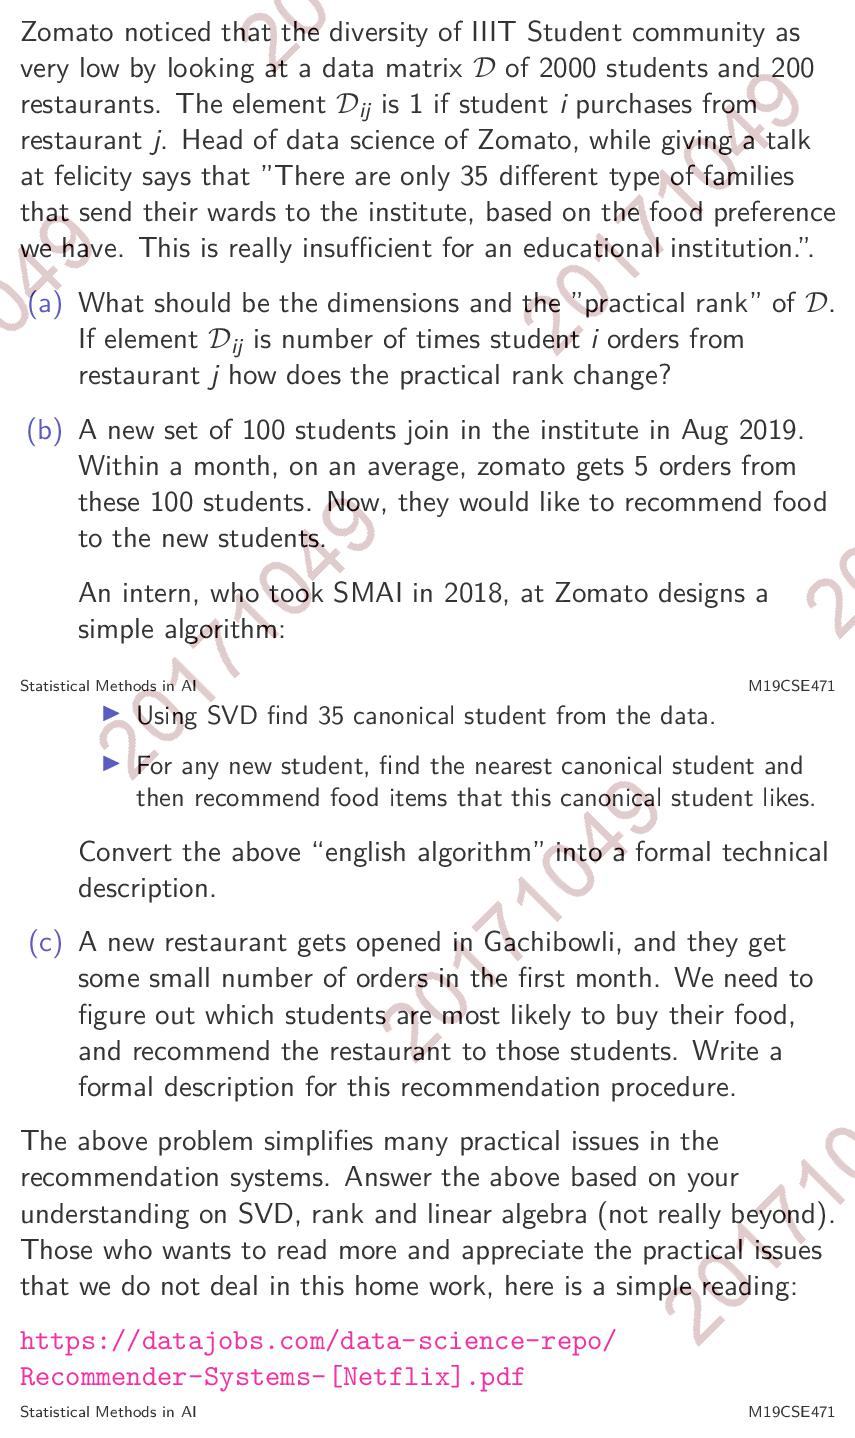 Zomato noticed that the diversity of IIIT Student community as
very low by looking at a data matrix 𝒟 of 2000 students and 200
restaurants. The element 𝒟ij is 1 if student i purchases from
restaurant j. Head of data science of Zomato, while giving a talk
at felicity says that ”There are only 35 different type of families
that send their wards to the institute, based on the food preference
we have. This is really insufficient for an educational institution.”.
(a) What should be the dimensions and the ”practical rank” of 𝒟.
If element 𝒟ij is number of times student i orders from
restaurant j how does the practical rank change?
(b) A new set of 100 students join in the institute in Aug 2019.
Within a month, on an average, zomato gets 5 orders from
these 100 students. Now, they would like to recommend food
to the new students.
An intern, who took SMAI in 2018, at Zomato designs a
simple algorithm:
Statistical Methods in AI M19CSE471
▶ Using SVD find 35 canonical student from the data.
▶ For any new student, find the nearest canonical student and
then recommend food items that this canonical student likes.
Convert the above “english algorithm” into a formal technical
description.
(c) A new restaurant gets opened in Gachibowli, and they get
some small number of orders in the first month. We need to
figure out which students are most likely to buy their food,
and recommend the restaurant to those students. Write a
formal description for this recommendation procedure.
The above problem simplifies many practical issues in the
recommendation systems. Answer the above based on your
understanding on SVD, rank and linear algebra (not really beyond).
Those who wants to read more and appreciate the practical issues
that we do not deal in this home work, here is a simple reading:
https://datajobs.com/data-science-repo/
Recommender-Systems-[Netflix].pdf
Statistical Methods in AI M19CSE471
20
20171049
049
20171049
20
20171049
201710